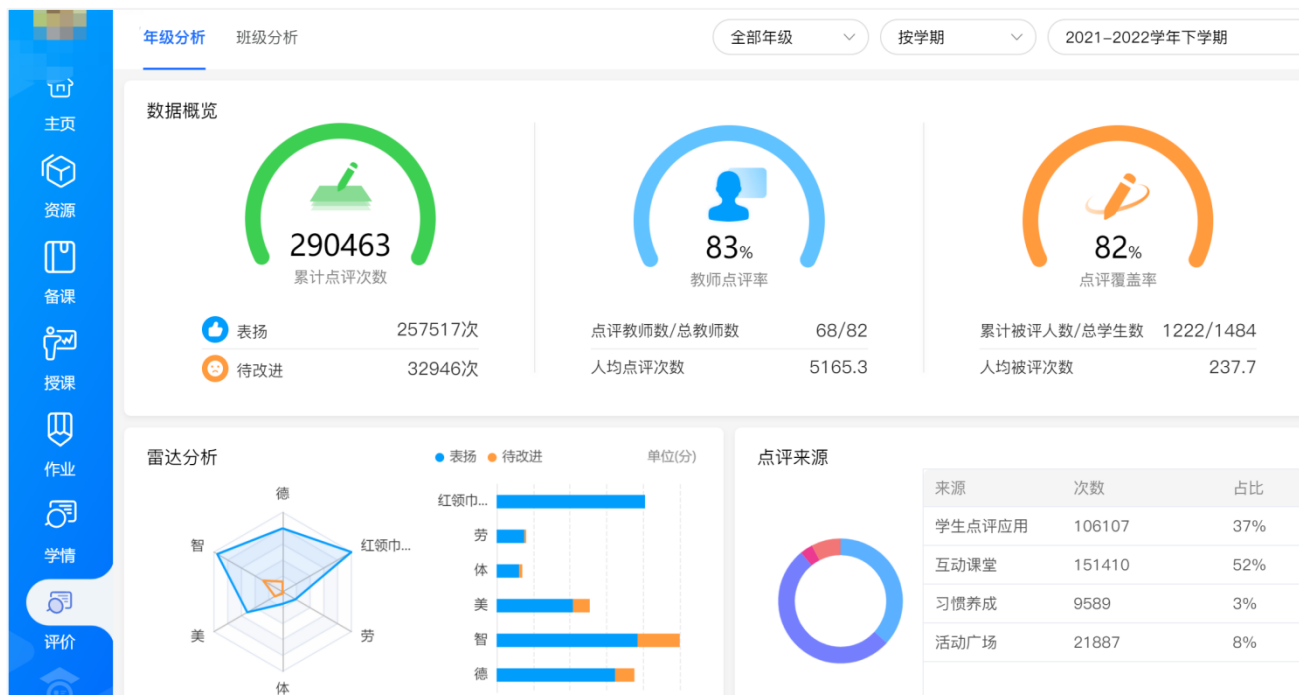 年级分析 班级分析 全部年级 按学期 2021-2022学年下学期
主页
资源
备课
授课
作业
学情
评价
数据概览
290463
累计点评次数
表扬 257517次
待改进 32946次
83%
教师点评率
点评教师数/总教师数 68/82
人均点评次数 5165.3
82%
点评覆盖率
累计被评人数/总学生数 1222/1484
人均被评次数 237.7
雷达分析
表扬 待改进 单位(分)
德
红领巾...
劳
体
美
智
红领巾...
劳
体
美
智
德
点评来源
来源 次数 占比
学生点评应用 106107 37%
互动课堂 151410 52%
习惯养成 9589 3%
活动广场 21887 8%